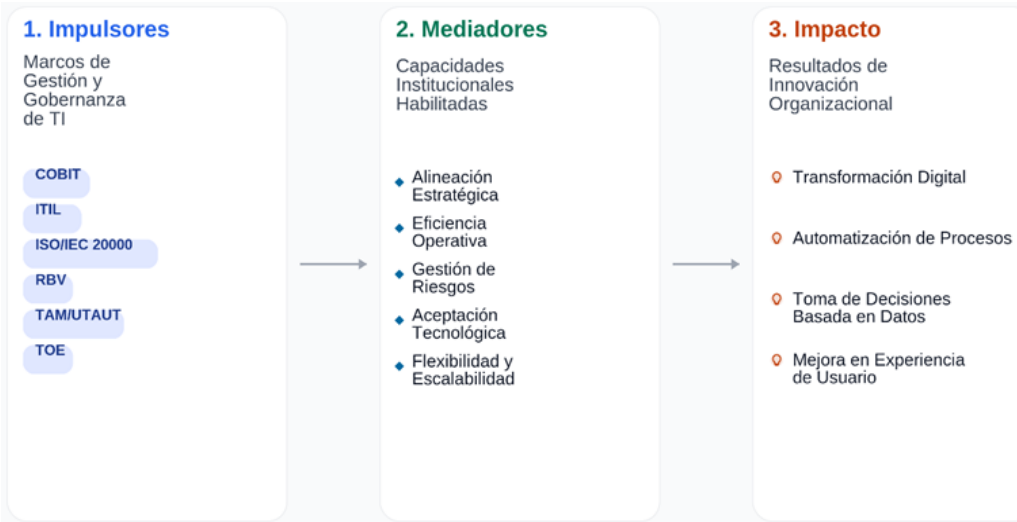 1. Impulsores
Marcos de
Gestión y
Gobernanza
de TI
COBIT
ITIL
ISO/IEC 20000
RBV
TAM/UTAUT
TOE
2. Mediadores
Capacidades
Institucionales
Habilitadas
Alineación
Estratégica
Eficiencia
Operativa
Gestión de
Riesgos
Aceptación
Tecnológica
Flexibilidad y
Escalabilidad
3. Impacto
Resultados de
Innovación
Organizacional
Transformación Digital
Automatización de Procesos
Toma de Decisiones
Basada en Datos
Mejora en Experiencia
de Usuario